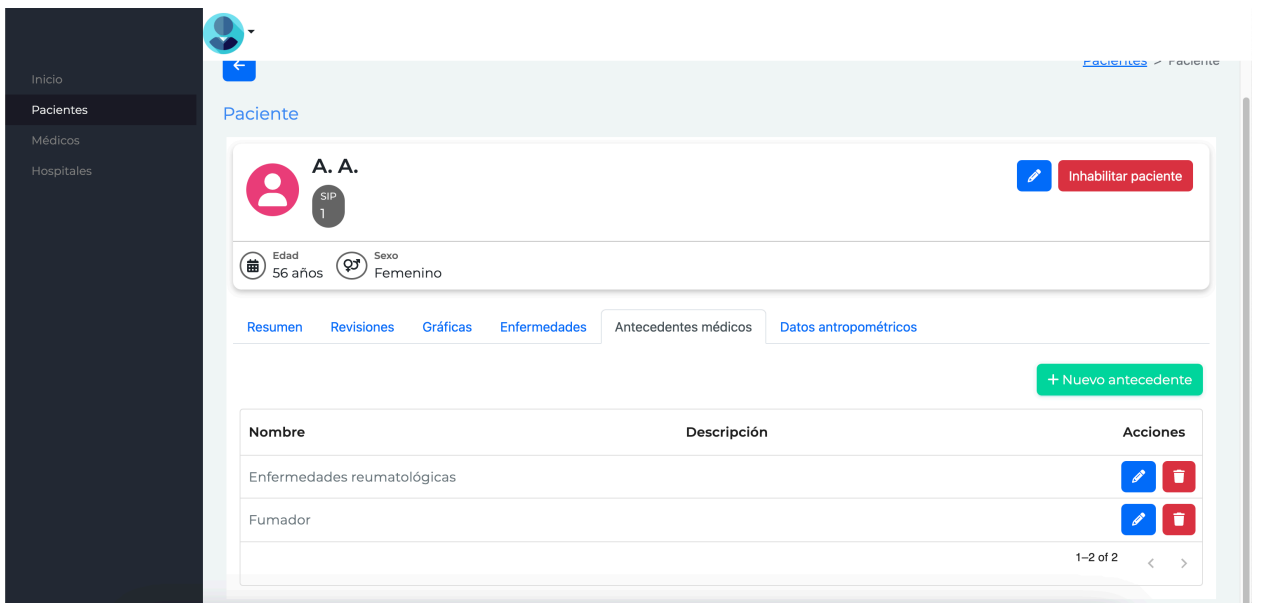 Inicio
Pacientes
Médicos
Hospitales
Pacientes > Paciente
Paciente
A. A.
SIP
1
Inhabilitar paciente
Edad
56 años
Sexo
Femenino
Resumen Revisiones Gráficas Enfermedades Antecedentes médicos Datos antropométricos
+ Nuevo antecedente
Nombre Descripción Acciones
Enfermedades reumatológicas
Fumador
1–2 of 2